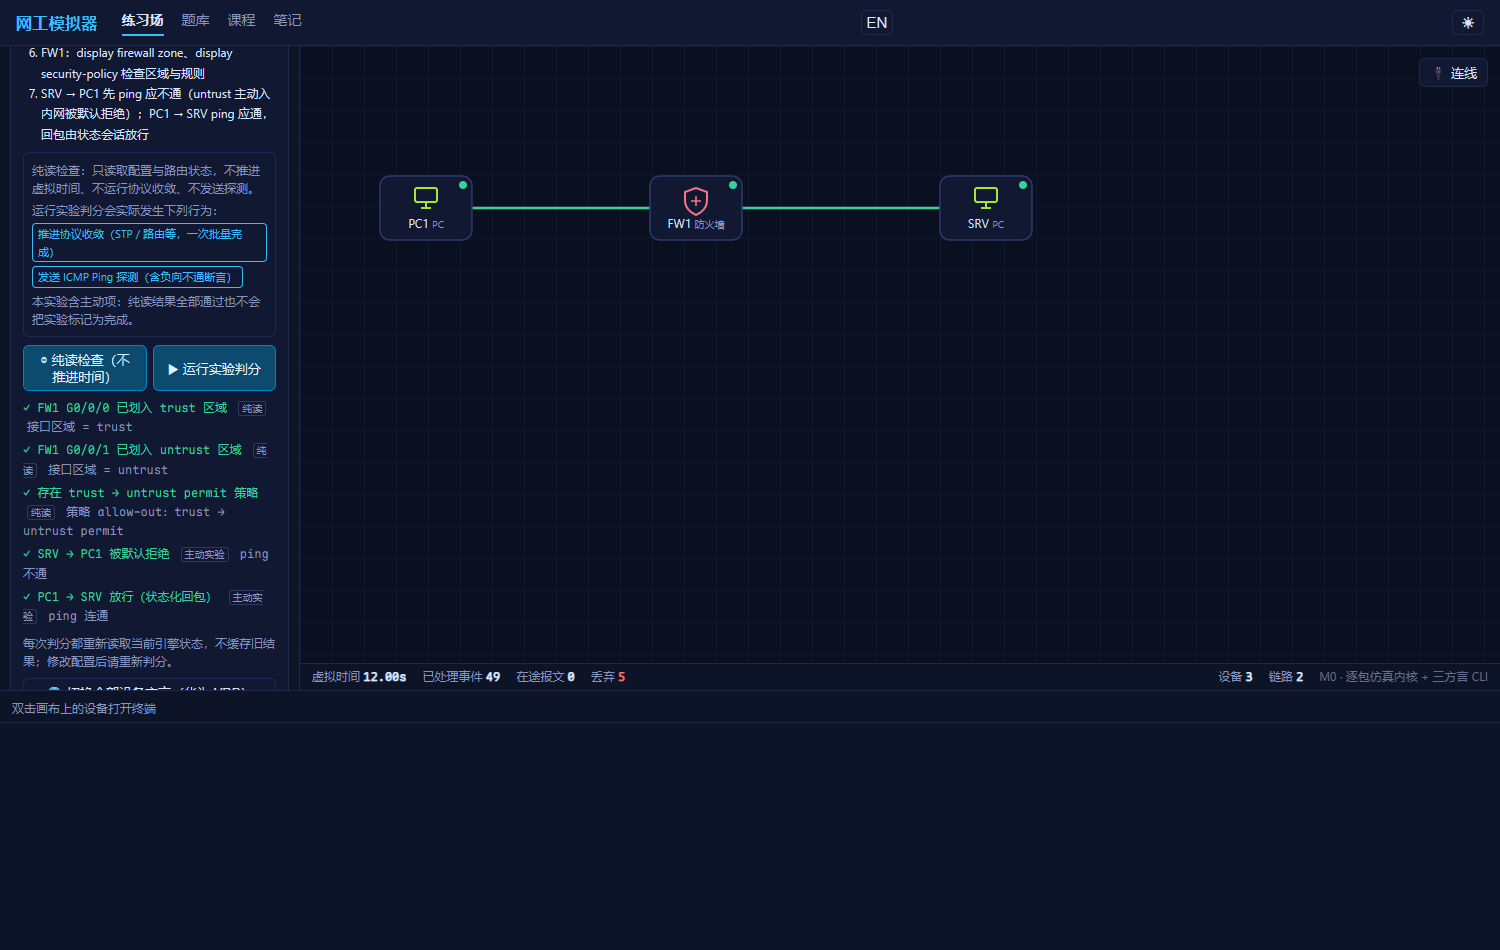 网工模拟器
练习场
题库
课程
笔记
EN
6. FW1：display firewall zone、display
security-policy 检查区域与规则
7. SRV → PC1 先 ping 应不通（untrust 主动入
内网被默认拒绝）；PC1 → SRV ping 应通，
回包由状态会话放行
纯读检查：只读取配置与路由状态，不推进
虚拟时间、不运行协议收敛、不发送探测。
运行实验判分会实际发生下列行为：
推进协议收敛（STP / 路由等，一次批量完
成）
发送 ICMP Ping 探测（含负向不通断言）
本实验含主动项：纯读结果全部通过也不会
把实验标记为完成。
纯读检查（不
推进时间）
▶ 运行实验判分
✓ FW1 G0/0/0 已划入 trust 区域 纯读
接口区域 = trust
✓ FW1 G0/0/1 已划入 untrust 区域 纯
读 接口区域 = untrust
✓ 存在 trust → untrust permit 策略
纯读 策略 allow-out: trust →
untrust permit
✓ SRV → PC1 被默认拒绝 主动实验 ping
不通
✓ PC1 → SRV 放行（状态化回包） 主动实
验 ping 连通
每次判分都重新读取当前引擎状态，不缓存旧结
果；修改配置后请重新判分。
连线
PC1 PC
FW1 防火墙
SRV PC
虚拟时间 12.00s 已处理事件 49 在途报文 0 丢弃 5
设备 3 链路 2 M0 · 逐包仿真内核 + 三方言 CLI
双击画布上的设备打开终端